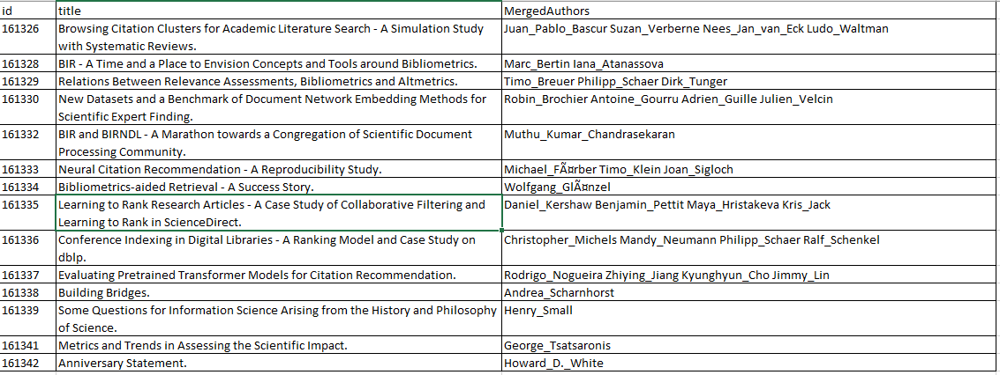 id title MergedAuthors
161326 Browsing Citation Clusters for Academic Literature Search - A Simulation Study Juan_Pablo_Bascur Suzan_Verberne Nees_Jan_van_Eck Ludo_Waltman
with Systematic Reviews.
161328 BIR - A Time and a Place to Envision Concepts and Tools around Bibliometrics. Marc_Bertin Iana_Atanassova
161329 Relations Between Relevance Assessments, Bibliometrics and Altmetrics. Timo_Breuer Philipp_Schaer Dirk_Tunger
161330 New Datasets and a Benchmark of Document Network Embedding Methods for Robin_Brochier Antoine_Gourru Adrien_Guille Julien_Velcin
Scientific Expert Finding.
161332 BIR and BIRNDL - A Marathon towards a Congregation of Scientific Document Muthu_Kumar_Chandrasekaran
Processing Community.
161333 Neural Citation Recommendation - A Reproducibility Study. Michael_FÃ¤rber Timo_Klein Joan_Sigloch
161334 Bibliometrics-aided Retrieval - A Success Story. Wolfgang_GlÃ¤nzel
161335 Learning to Rank Research Articles - A Case Study of Collaborative Filtering and Daniel_Kershaw Benjamin_Pettit Maya_Hristakeva Kris_Jack
Learning to Rank in ScienceDirect.
161336 Conference Indexing in Digital Libraries - A Ranking Model and Case Study on Christopher_Michels Mandy_Neumann Philipp_Schaer Ralf_Schenkel
dblp.
161337 Evaluating Pretrained Transformer Models for Citation Recommendation. Rodrigo_Nogueira Zhiying_Jiang Kyunghyun_Cho Jimmy_Lin
161338 Building Bridges. Andrea_Scharnhorst
161339 Some Questions for Information Science Arising from the History and Philosophy Henry_Small
of Science.
161341 Metrics and Trends in Assessing the Scientific Impact. George_Tsatsaronis
161342 Anniversary Statement. Howard_D._White